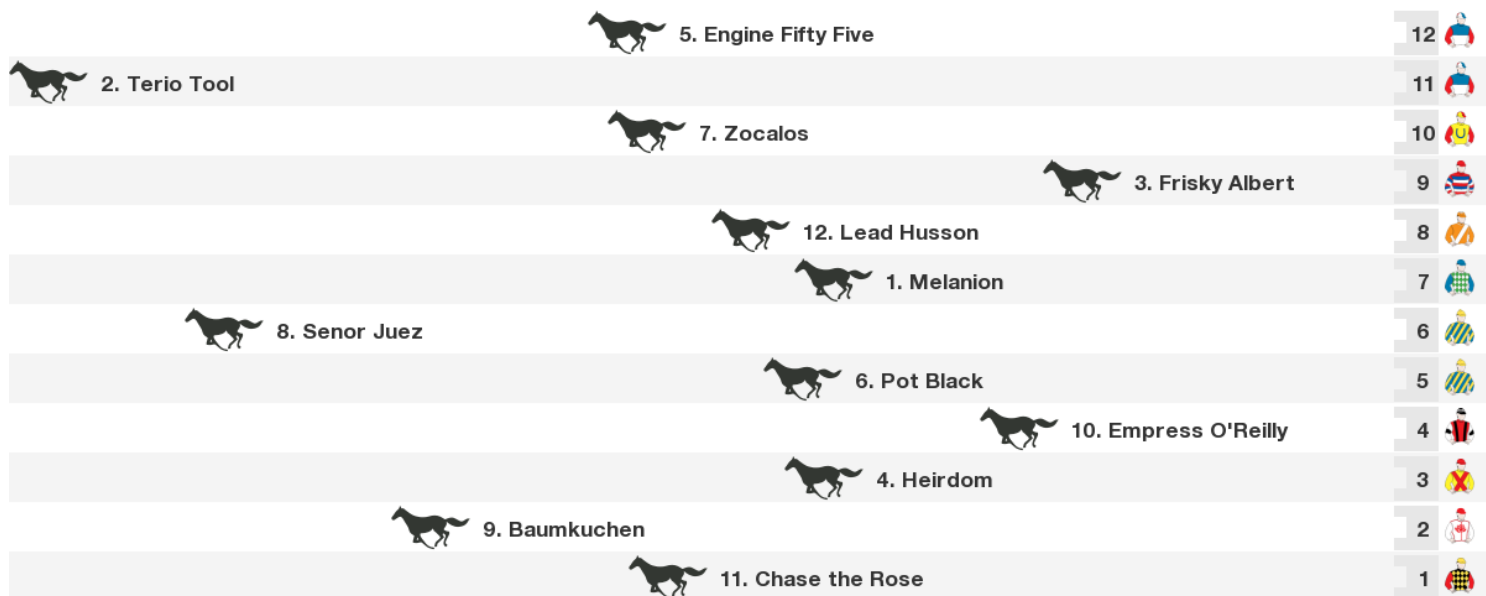 5. Engine Fifty Five 12
2. Terio Tool 11
7. Zocalos 10
3. Frisky Albert 9
12. Lead Husson 8
1. Melanion 7
8. Senor Juez 6
6. Pot Black 5
10. Empress O'Reilly 4
4. Heirdom 3
9. Baumkuchen 2
11. Chase the Rose 1